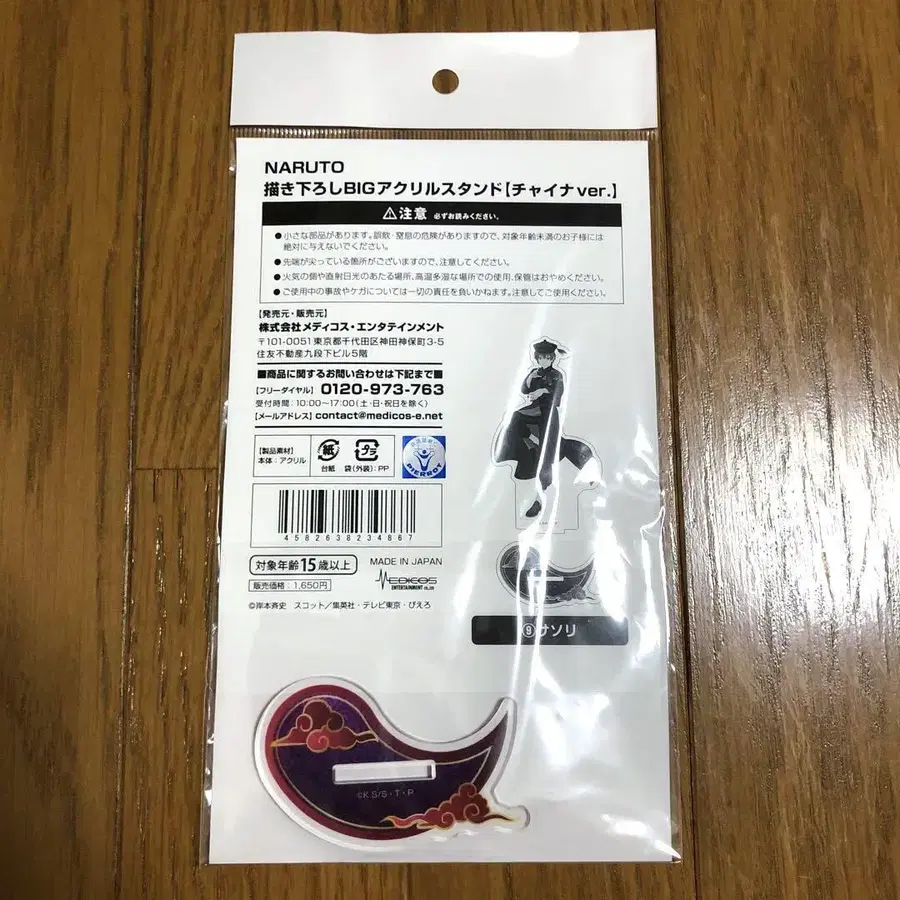 NARUTO
描き下ろしBIGアクリルスタンド【チャイナver.】
⚠注意 必ずお読みください。
●小さな部品があります。誤飲・窒息の危険がありますので、対象年齢未満のお子様には
絶対に与えないでください。
●先端が尖っている箇所がございますので、注意してください。
●火気の側や直射日光のあたる場所、高温多湿な場所での使用、保管はおやめください。
●ご使用中の事故やケガについては一切の責任を負いかねます。注意してご使用ください。
【発売元・販売元】
株式会社メディコス・エンタテインメント
〒101-0051 東京都千代田区神田神保町3-5
住友不動産九段下ビル5階
■商品に関するお問い合わせは下記まで■
【フリーダイヤル】 0120-973-763
受付時間：10:00～17:00（土・日・祝日を除く）
【メールアドレス】contact@medicos-e.net
【製品素材】
本体：アクリル
紙
台紙
プラ
袋(外装)：PP
PIERROT
4582638234867
対象年齢15歳以上
MADE IN JAPAN
販売価格：1,650円
MEDICOS
ENTERTAINMENT
©岸本斉史 スコット／集英社・テレビ東京・ぴえろ
⑨サソリ
©K S/S・T・P